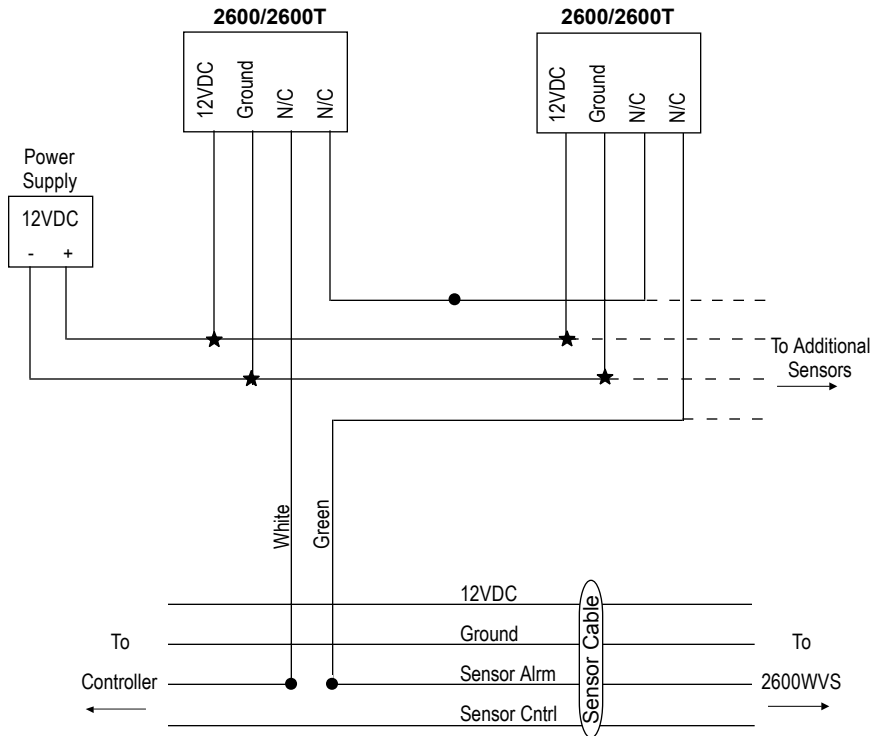 2600/2600T
2600/2600T
12VDC
Ground
N/C
N/C
12VDC
Ground
N/C
N/C
Power
Supply
12VDC
- +
To Additional
Sensors
White
Green
12VDC
Ground
Sensor Alrm
Sensor Cntrl
Sensor Cable
To
Controller
To
2600WVS